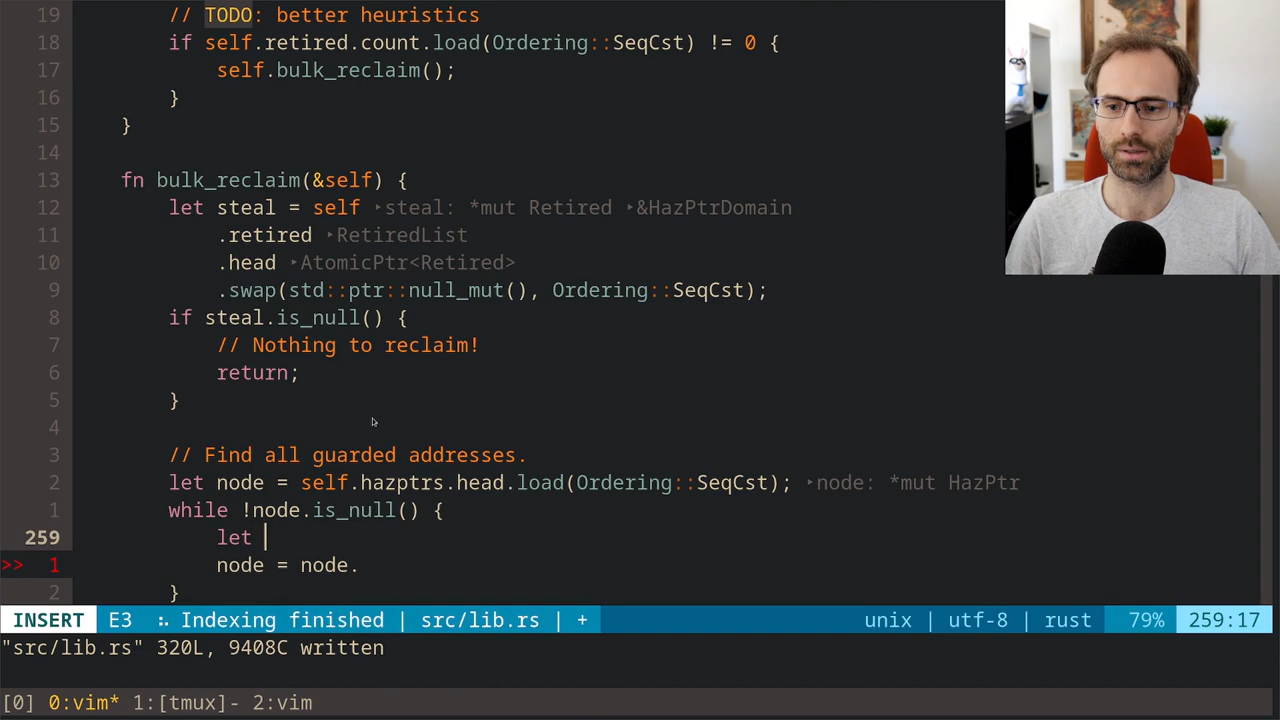 19 // TODO: better heuristics
18 if self.retired.count.load(Ordering::SeqCst) != 0 {
17 self.bulk_reclaim();
16 }
15 }
14
13 fn bulk_reclaim(&self) {
12 let steal = self ‣steal: *mut Retired ‣&HazPtrDomain
11 .retired ‣RetiredList
10 .head ‣AtomicPtr<Retired>
9 .swap(std::ptr::null_mut(), Ordering::SeqCst);
8 if steal.is_null() {
7 // Nothing to reclaim!
6 return;
5 }
4
3 // Find all guarded addresses.
2 let node = self.hazptrs.head.load(Ordering::SeqCst); ‣node: *mut HazPtr
1 while !node.is_null() {
259 let
>> 1 node = node.
2 }
INSERT E3 :. Indexing finished | src/lib.rs | + unix | utf-8 | rust 79% 259:17
"src/lib.rs" 320L, 9408C written
[0] 0:vim* 1:[tmux]- 2:vim